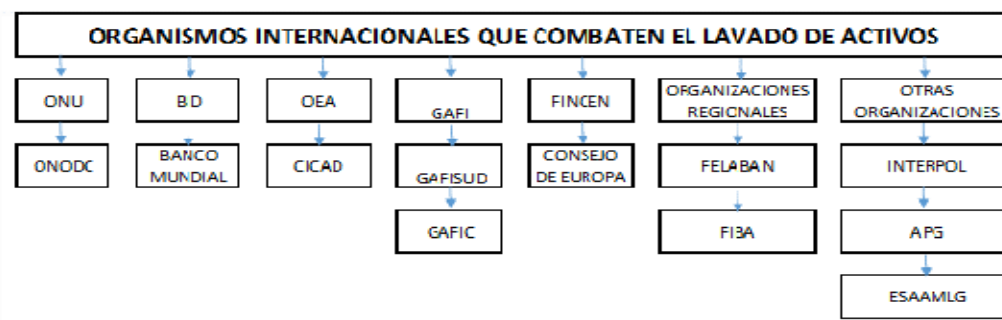 ORGANISMOS INTERNACIONALES QUE COMBATEN EL LAVADO DE ACTIVOS
ONU
BID
OEA
GAFI
FINCEN
ORGANIZACIONES
REGIONALES
OTRAS
ORGANIZACIONES
ONODC
BANCO
MUNDIAL
CICAD
GAFISUD
CONSEJO
DE EUROPA
FELABAN
INTERPOL
GAFIC
FIBA
APG
ESAAMLG